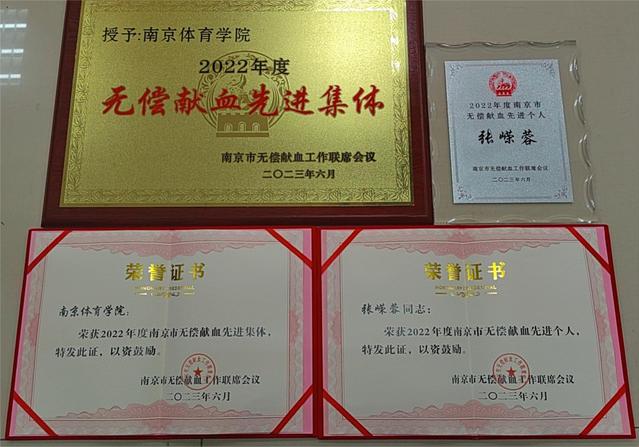 授予:南京体育学院
2022年度
无偿献血先进集体
南京市无偿献血工作联席会议
二〇二三年六月
2022年度南京市
无偿献血先进个人
张嵘蓉
南京市无偿献血工作联席会议
二〇二三年六月
荣誉证书
南京体育学院:
荣获2022年度南京市无偿献血先进集体,
特发此证,以资鼓励。
南京市无偿献血工作联席会议
二〇二三年六月
荣誉证书
张嵘蓉同志:
荣获2022年度南京市无偿献血先进个人,
特发此证,以资鼓励。
南京市无偿献血工作联席会议
二〇二三年六月